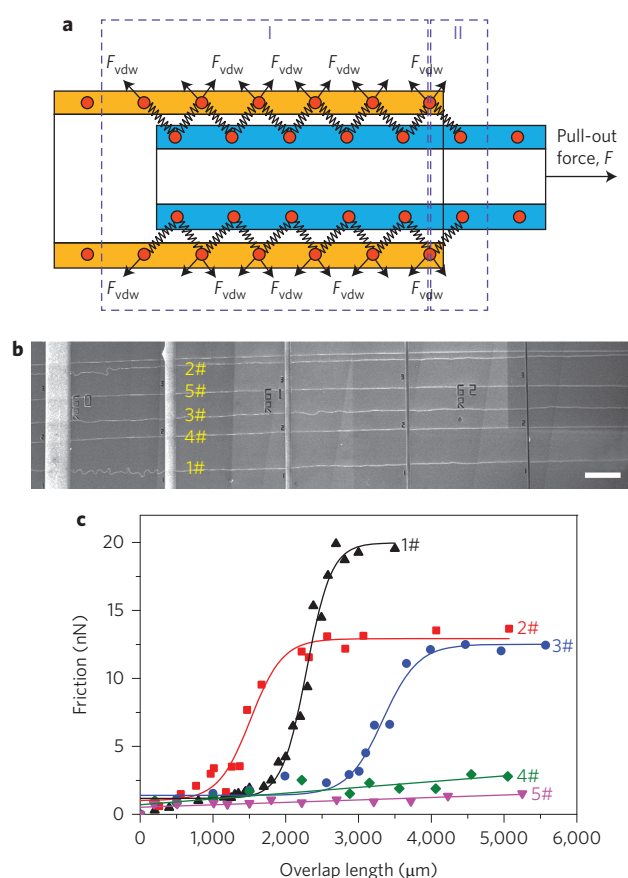 a
I II
Fvdw Fvdw Fvdw Fvdw Fvdw
Pull-out
force, F
Fvdw Fvdw Fvdw Fvdw Fvdw
b
2#
5#
3#
4#
1#
c
Friction (nN)
20
15
10
5
0
1#
2#
3#
4#
5#
0 1,000 2,000 3,000 4,000 5,000 6,000
Overlap length (μm)